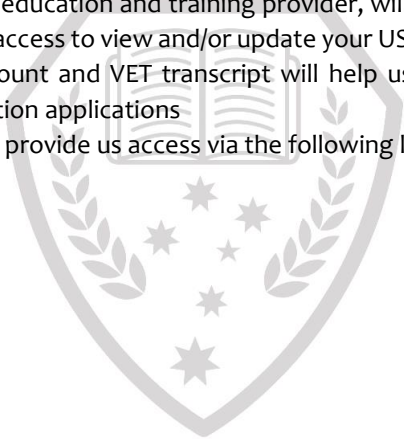 education and training provider, will
access to view and/or update your US
ount and VET transcript will help us
tion applications
provide us access via the following l